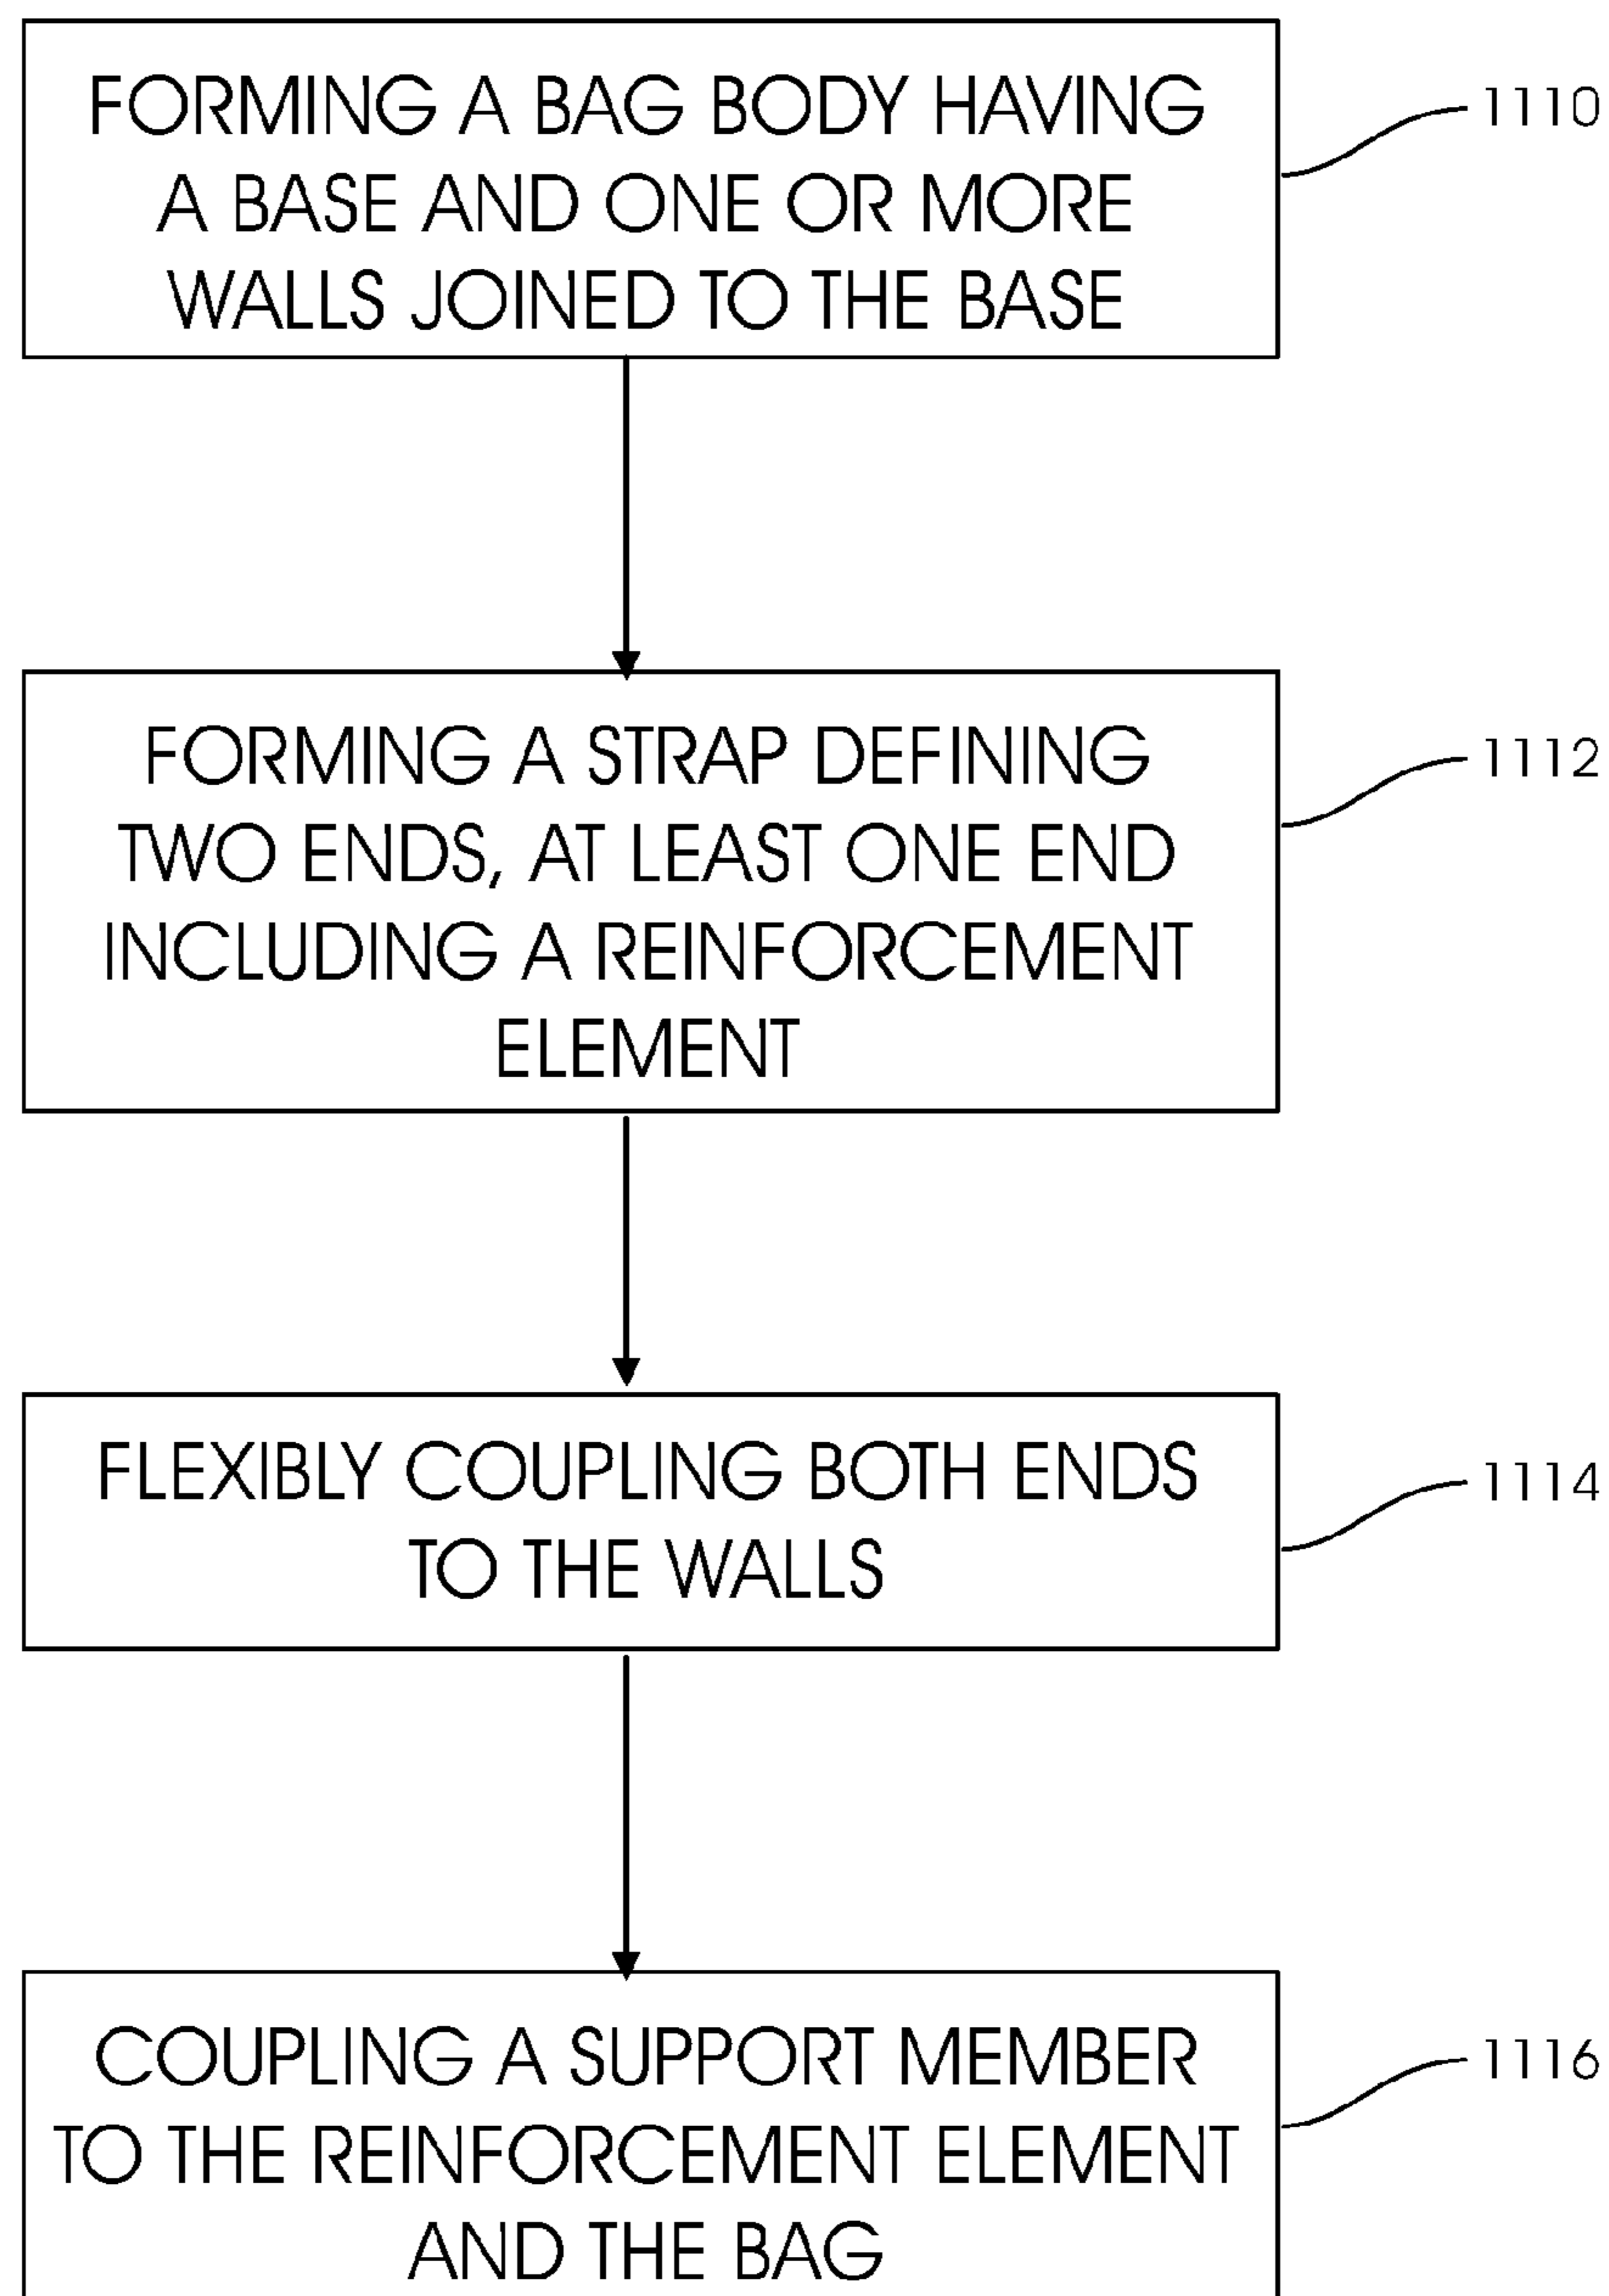 FORMING A BAG BODY HAVING
A BASE AND ONE OR MORE
WALLS JOINED TO THE BASE
1110
FORMING A STRAP DEFINING
TWO ENDS, AT LEAST ONE END
INCLUDING A REINFORCEMENT
ELEMENT
1112
FLEXIBLY COUPLING BOTH ENDS
TO THE WALLS
1114
COUPLING A SUPPORT MEMBER
TO THE REINFORCEMENT ELEMENT
AND THE BAG
1116